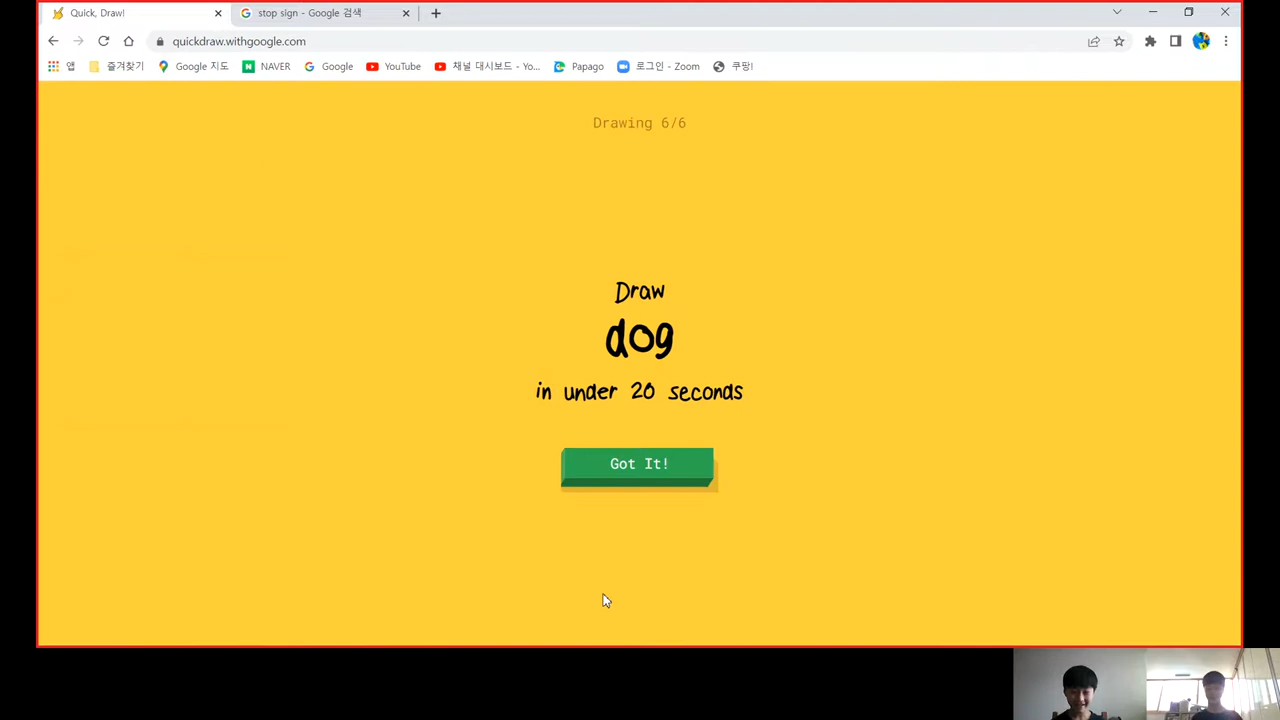 Quick, Draw!
stop sign - Google 검색
quickdraw.withgoogle.com
앱 즐겨찾기 Google 지도 NAVER Google YouTube 채널 대시보드 - Yo... Papago 로그인 - Zoom 쿠팡!
Drawing 6/6
Draw
dog
in under 20 seconds
Got It!